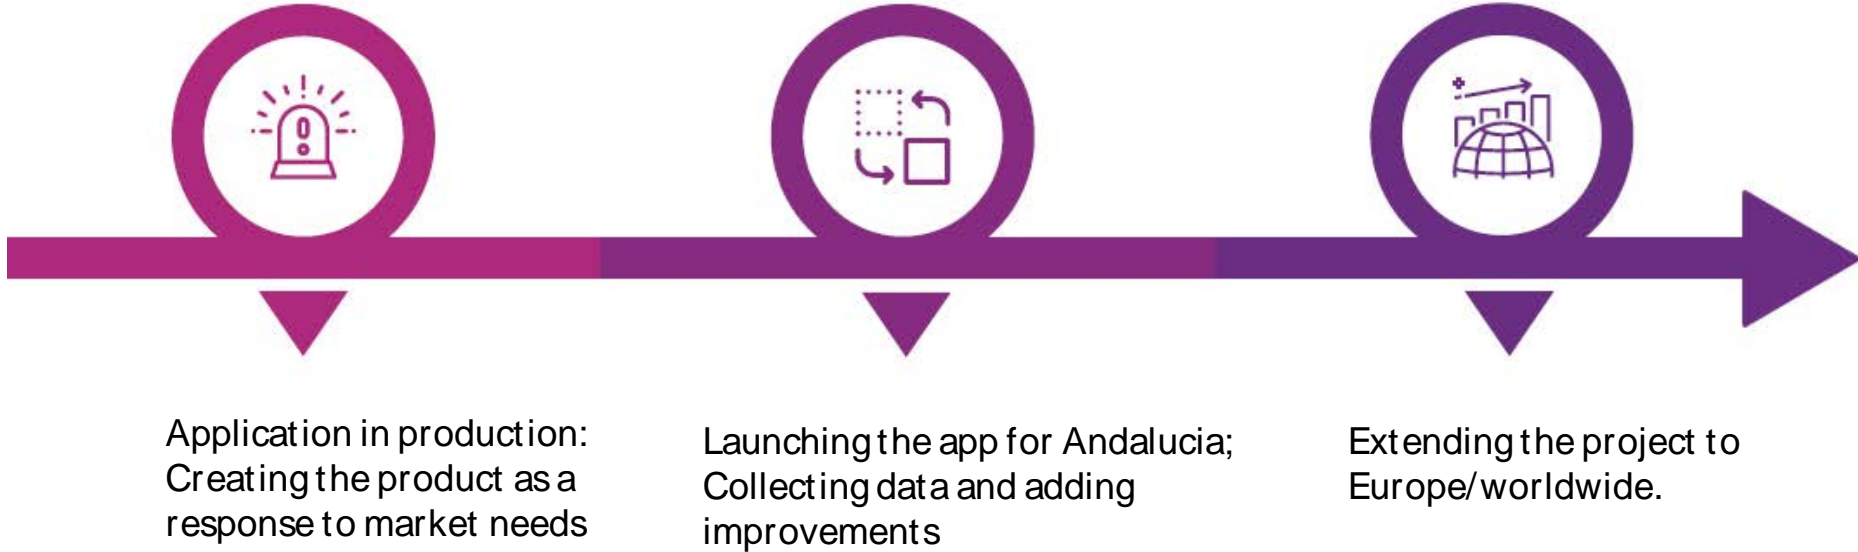 Application in production:
Creating the product as a
response to market needs
Launching the app for Andalucia;
Collecting data and adding
improvements
Extending the project to
Europe/worldwide.